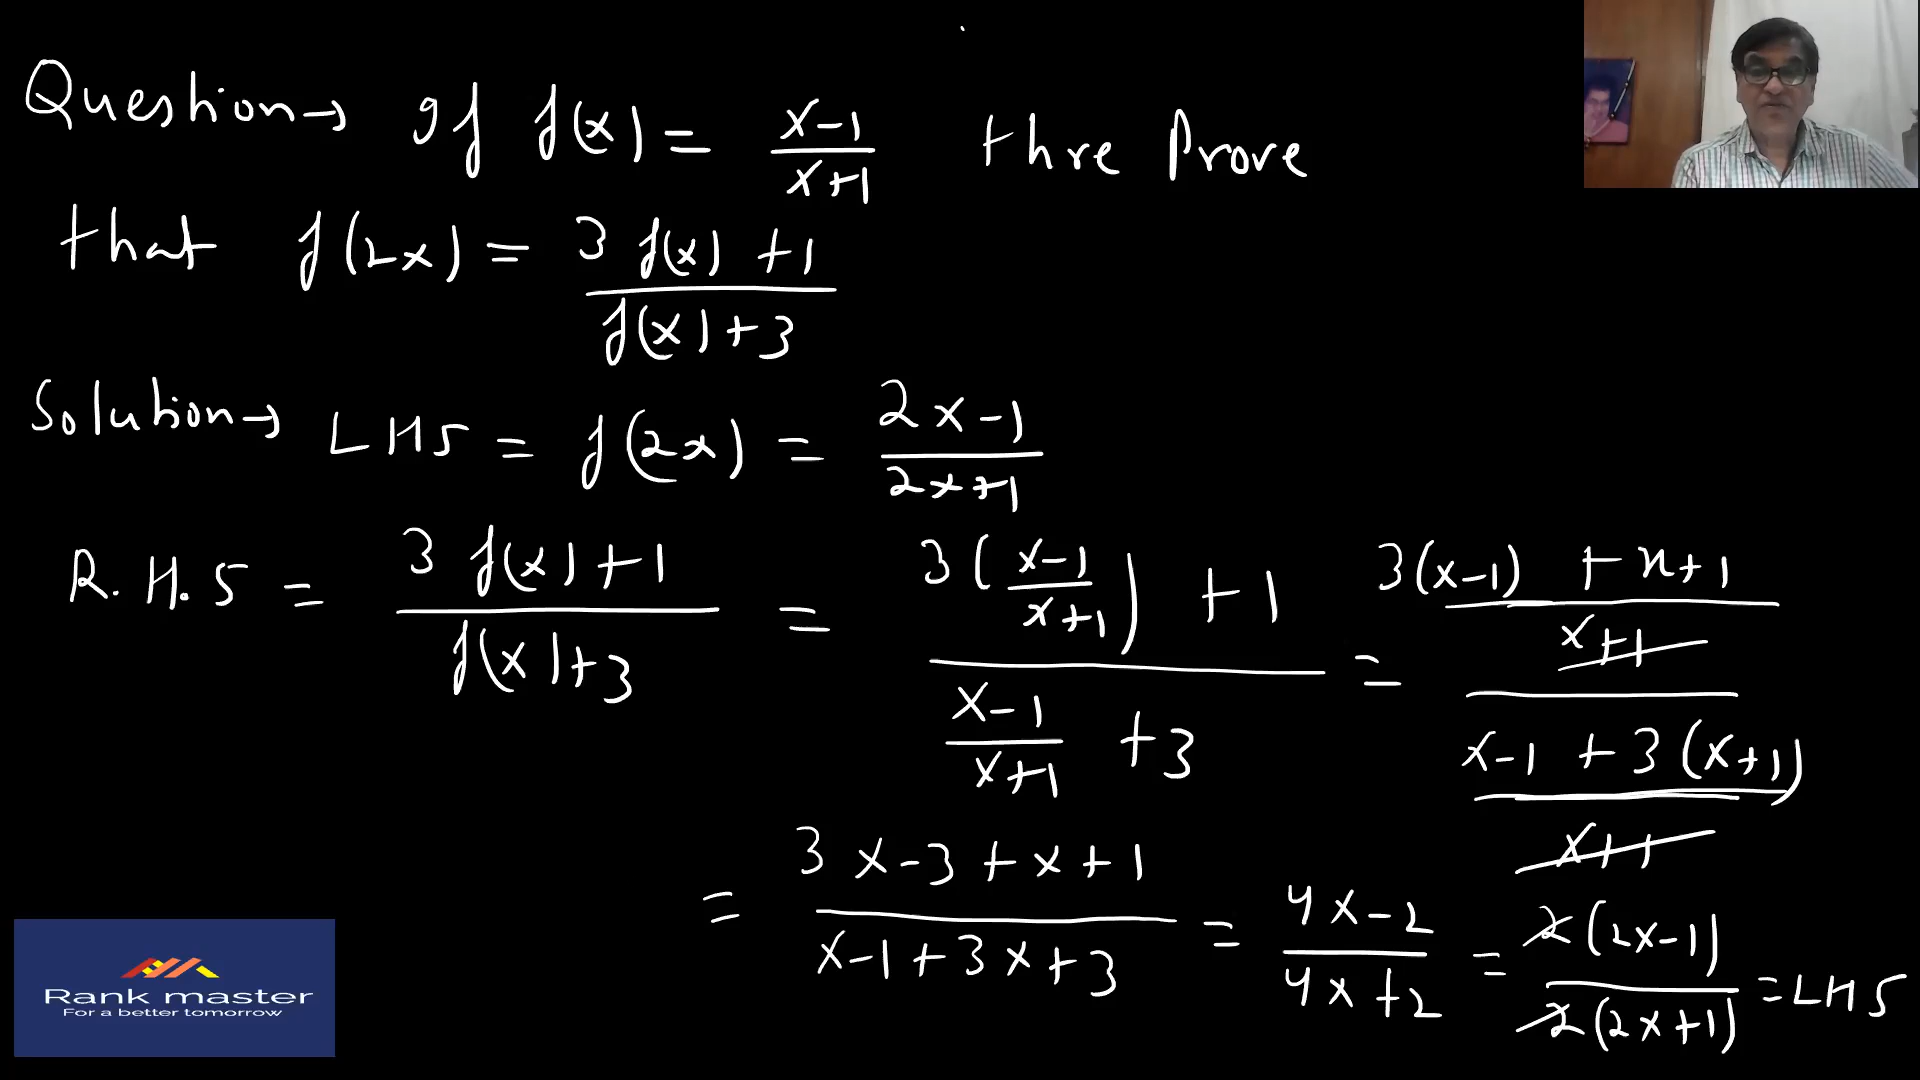 Question→ If f(x) = (x-1)/(x+1) thre Prove
that f(2x) = (3 f(x) + 1)/(f(x) + 3)
Solution→ LHS = f(2x) = (2x-1)/(2x+1)
R.H.S = (3 f(x) + 1)/(f(x) + 3) = (3((x-1)/(x+1)) + 1)/((x-1)/(x+1) + 3) = ((3(x-1) + x+1)/(x+1))/((x-1 + 3(x+1))/(x+1))
= (3x-3+x+1)/(x-1+3x+3) = (4x-2)/(4x+2) = (2(2x-1))/(2(2x+1)) = LHS
Rank master
For a better tomorrow